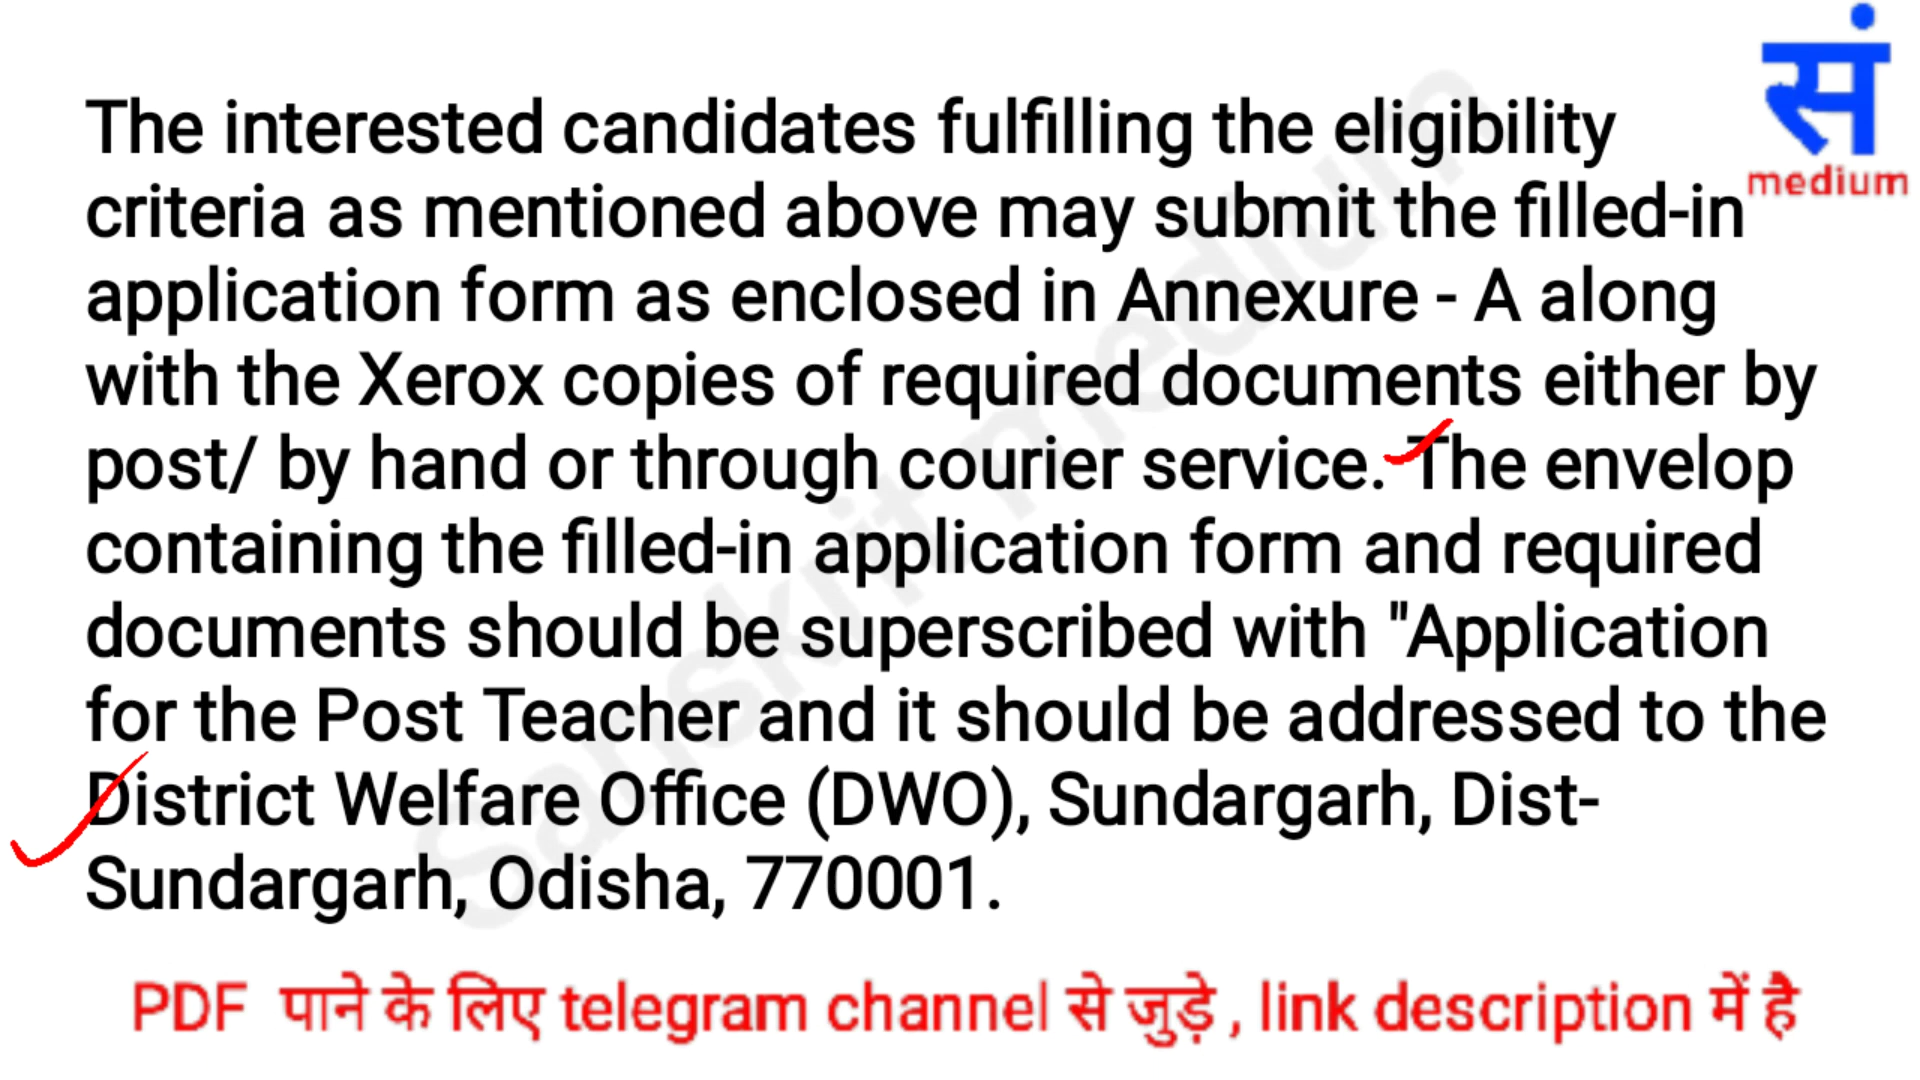 सं
medium
The interested candidates fulfilling the eligibility
criteria as mentioned above may submit the filled-in
application form as enclosed in Annexure - A along
with the Xerox copies of required documents either by
post/ by hand or through courier service. The envelop
containing the filled-in application form and required
documents should be superscribed with "Application
for the Post Teacher and it should be addressed to the
District Welfare Office (DWO), Sundargarh, Dist-
Sundargarh, Odisha, 770001.
Sanskrit medium
PDF पाने के लिए telegram channel से जुड़े , link description में है